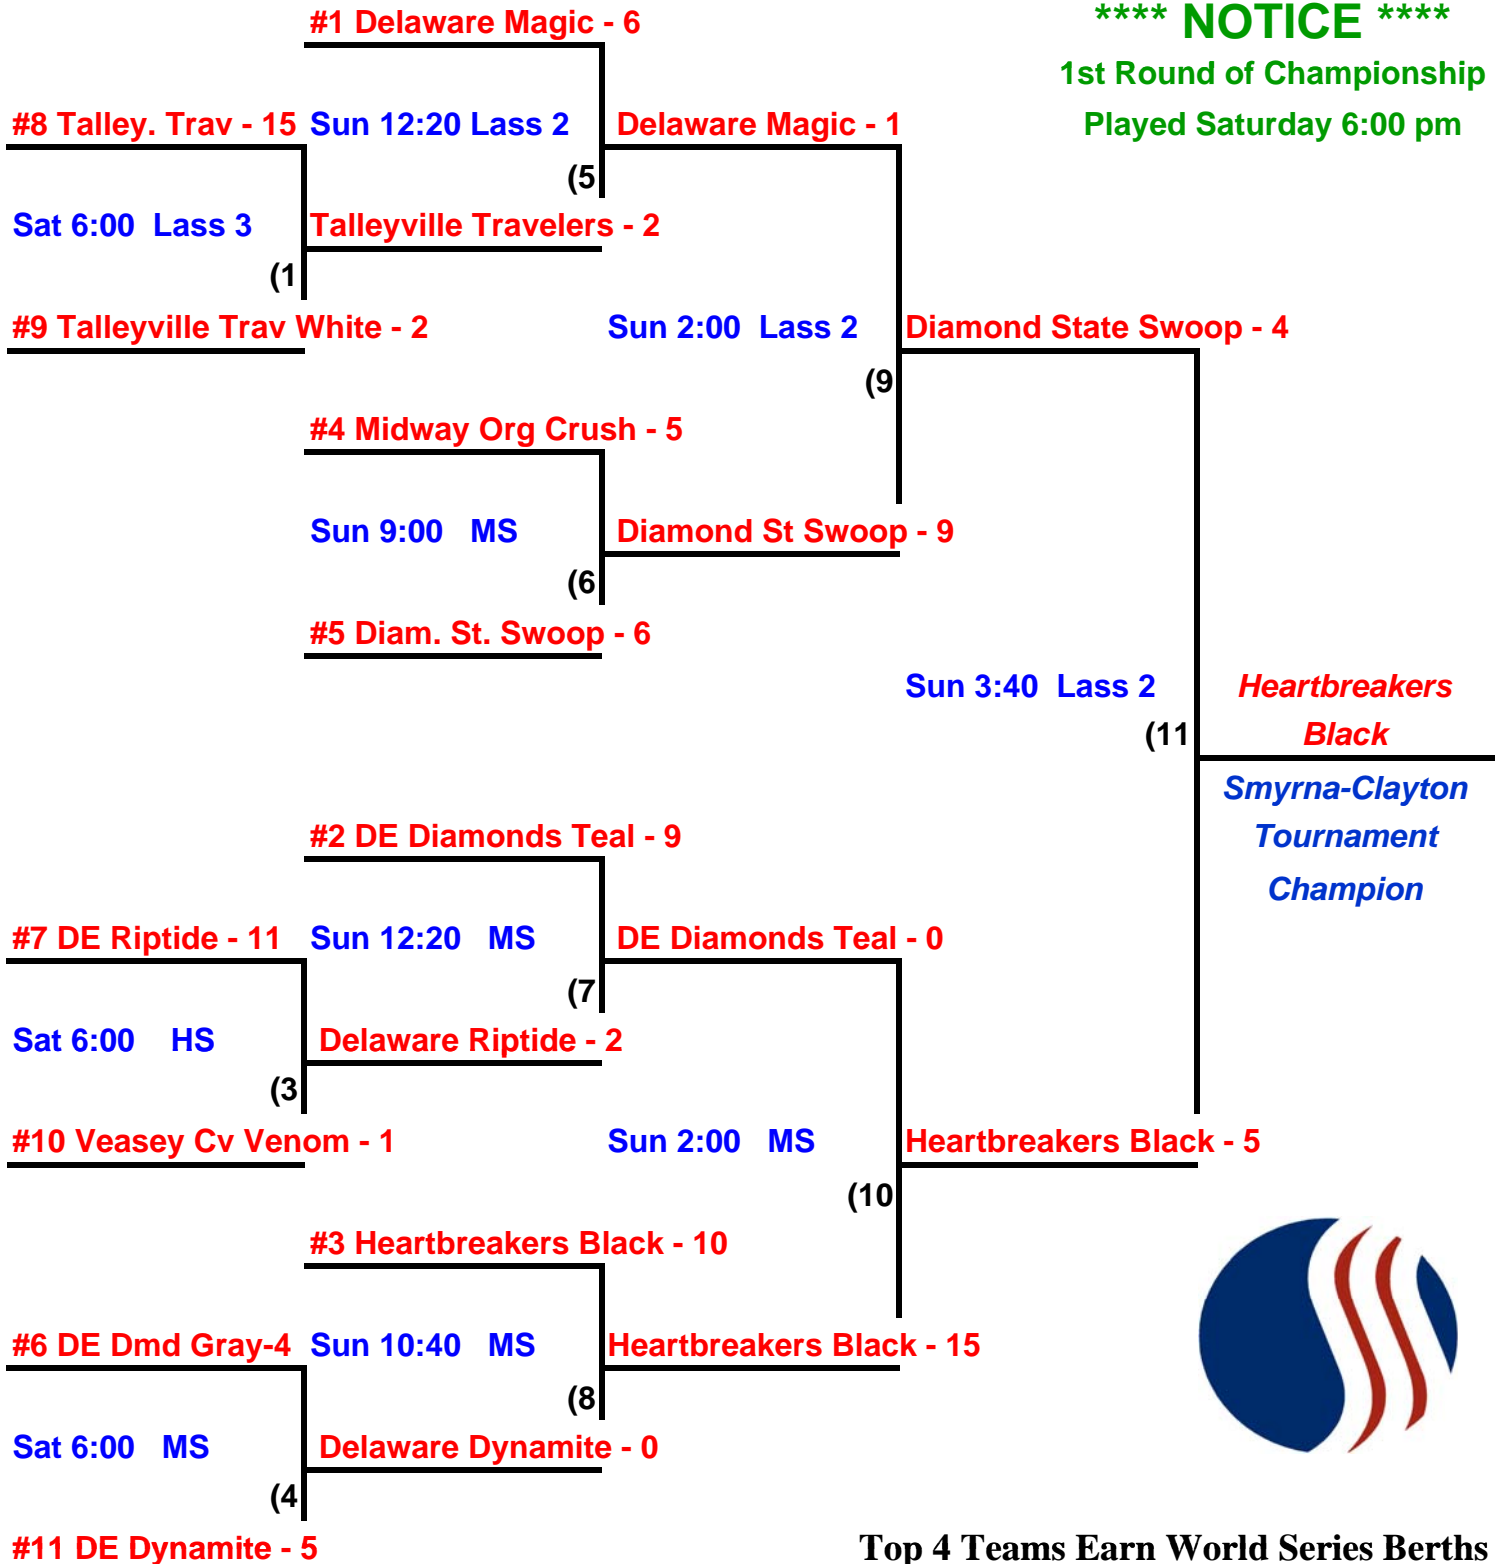 #1 Delaware Magic - 6
**** NOTICE ****
1st Round of Championship
Played Saturday 6:00 pm
#8 Talley. Trav - 15
Sun 12:20 Lass 2
Delaware Magic - 1
(5
Sat 6:00 Lass 3
Talleyville Travelers - 2
(1
#9 Talleyville Trav White - 2
Sun 2:00 Lass 2
Diamond State Swoop - 4
(9
#4 Midway Org Crush - 5
Sun 9:00 MS
Diamond St Swoop - 9
(6
#5 Diam. St. Swoop - 6
Sun 3:40 Lass 2
(11
Heartbreakers
Black
Smyrna-Clayton
Tournament
Champion
#2 DE Diamonds Teal - 9
#7 DE Riptide - 11
Sun 12:20 MS
DE Diamonds Teal - 0
(7
Sat 6:00 HS
Delaware Riptide - 2
(3
#10 Veasey Cv Venom - 1
Sun 2:00 MS
Heartbreakers Black - 5
(10
#3 Heartbreakers Black - 10
#6 DE Dmd Gray-4
Sun 10:40 MS
Heartbreakers Black - 15
(8
Sat 6:00 MS
Delaware Dynamite - 0
(4
#11 DE Dynamite - 5
Top 4 Teams Earn World Series Berths